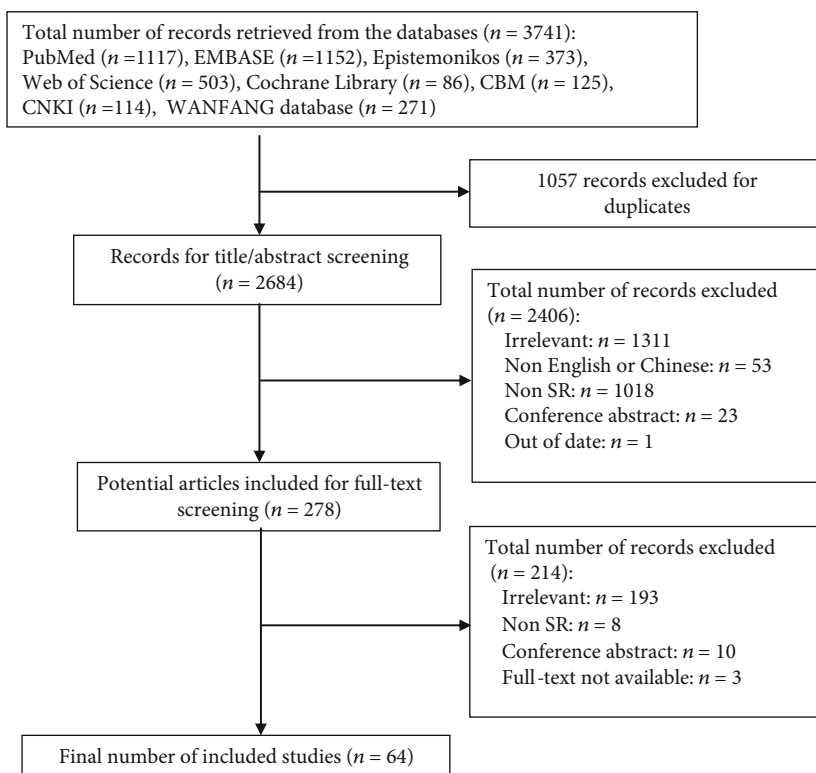 Total number of records retrieved from the databases (n = 3741):
PubMed (n =1117), EMBASE (n =1152), Epistemonikos (n = 373),
Web of Science (n = 503), Cochrane Library (n = 86), CBM (n = 125),
CNKI (n =114), WANFANG database (n = 271)
1057 records excluded for
duplicates
Records for title/abstract screening
(n = 2684)
Total number of records excluded
(n = 2406):
Irrelevant: n = 1311
Non English or Chinese: n = 53
Non SR: n = 1018
Conference abstract: n = 23
Out of date: n = 1
Potential articles included for full-text
screening (n = 278)
Total number of records excluded
(n = 214):
Irrelevant: n = 193
Non SR: n = 8
Conference abstract: n = 10
Full-text not available: n = 3
Final number of included studies (n = 64)